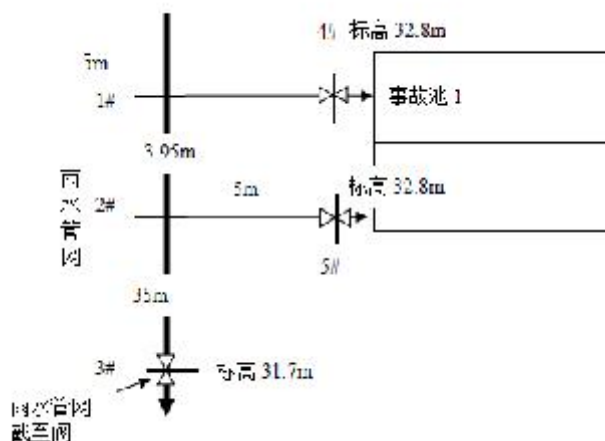 4# 标高 32.8m
5m
1#
事故池 1
3.95m
雨水管网
2#
5m
标高 32.8m
5#
35m
3#
标高 31.7m
雨水管网
截至阀